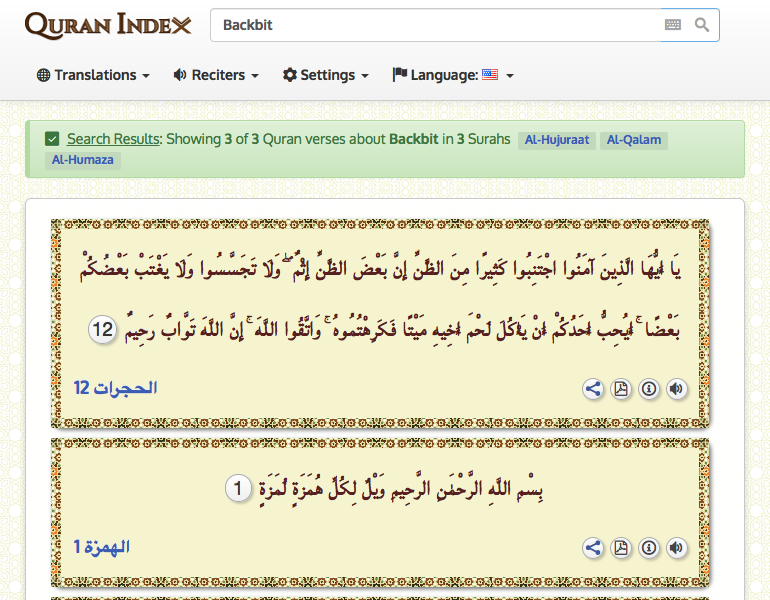 QURAN INDEX
Backbit
Translations
Reciters
Settings
Language:
Search Results: Showing 3 of 3 Quran verses about Backbit in 3 Surahs Al-Hujuraat Al-Qalam
Al-Humaza
يَا أَيُّهَا الَّذِينَ آمَنُوا اجْتَنِبُوا كَثِيرًا مِنَ الظَّنِّ إِنَّ بَعْضَ الظَّنِّ إِثْمٌ ۖ وَلَا تَجَسَّسُوا وَلَا يَغْتَبْ بَعْضُكُمْ
بَعْضًا ۚ أَيُحِبُّ أَحَدُكُمْ أَنْ يَأْكُلَ لَحْمَ أَخِيهِ مَيْتًا فَكَرِهْتُمُوهُ ۚ وَاتَّقُوا اللَّهَ ۚ إِنَّ اللَّهَ تَوَّابٌ رَحِيمٌ 12
الحجرات 12
بِسْمِ اللَّهِ الرَّحْمَٰنِ الرَّحِيمِ وَيْلٌ لِكُلِّ هُمَزَةٍ لُمَزَةٍ 1
الهمزة 1